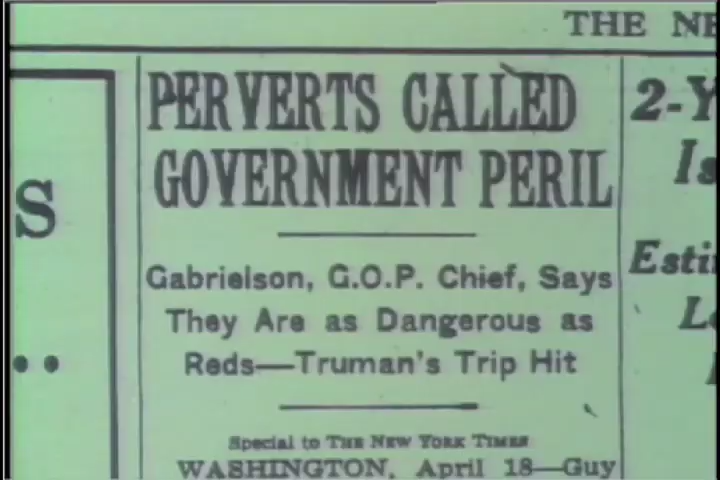 THE NE
PERVERTS CALLED
GOVERNMENT PERIL
Gabrielson, G.O.P. Chief, Says
They Are as Dangerous as
Reds—Truman's Trip Hit
Special to THE NEW YORK TIMES
WASHINGTON, April 18—Guy
S
2-Y
Is
Esti
L